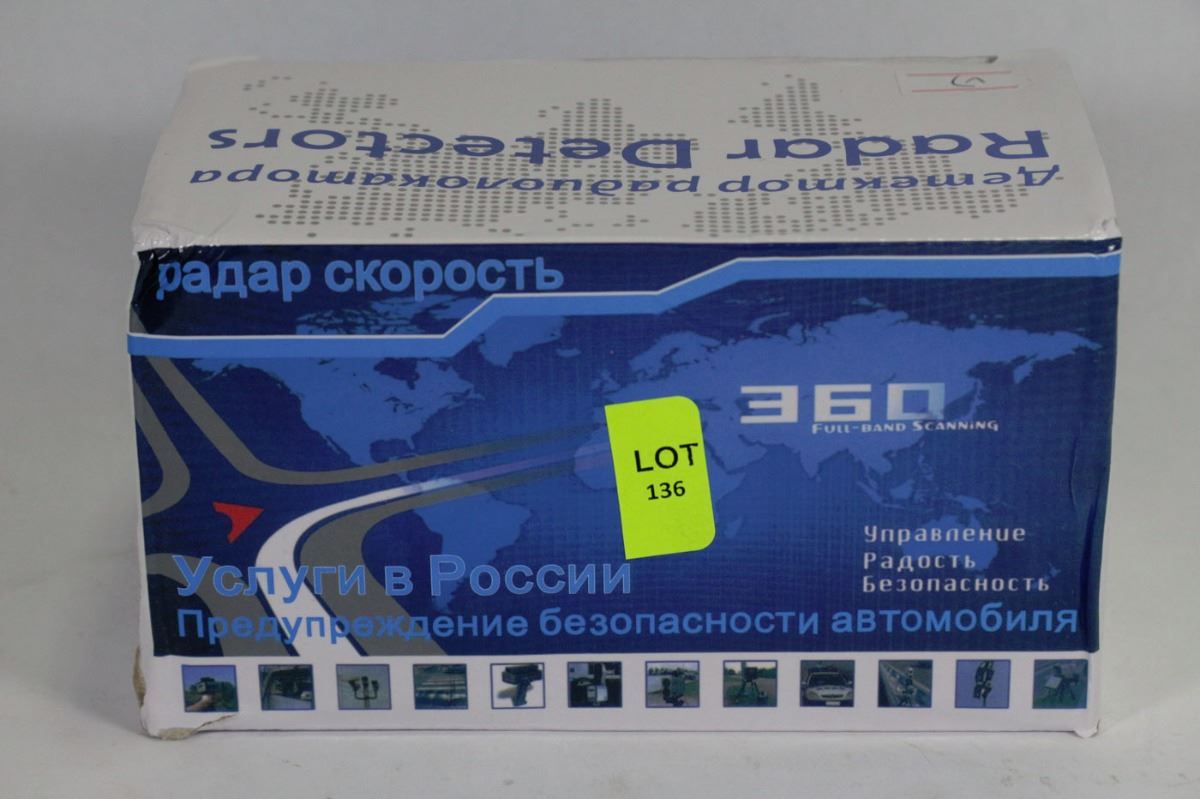 Radar Detectors
Детектор радиолокатора
радар скорость
360
FULL-BAND SCANNING
LOT
136
Управление
Радость
Безопасность
Услуги в России
Предупреждение безопасности автомобиля